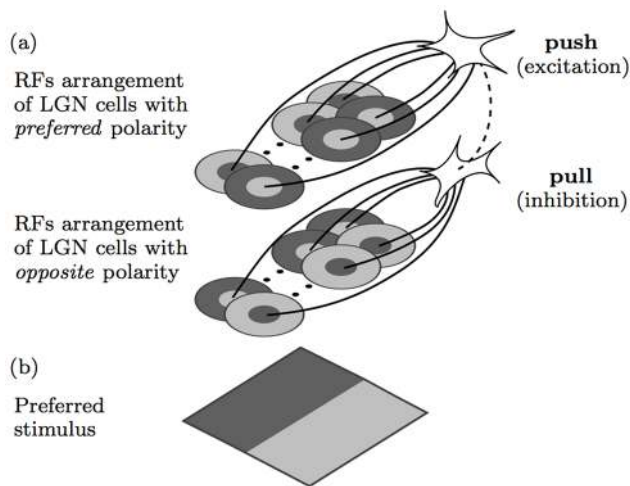 (a)
RFs arrangement
of LGN cells with
preferred polarity
push
(excitation)
pull
(inhibition)
RFs arrangement
of LGN cells with
opposite polarity
(b)
Preferred
stimulus